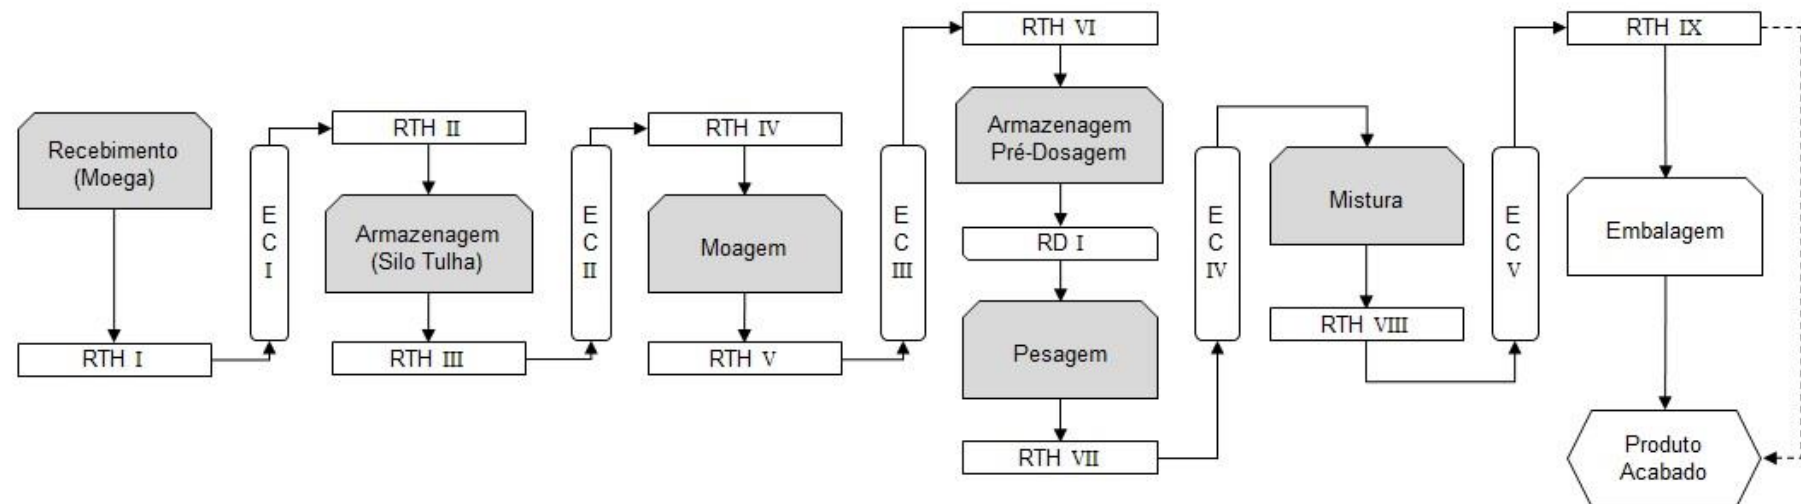 Recebimento
(Moega)
RTH I
E
C
I
RTH II
Armazenagem
(Silo Tulha)
RTH III
E
C
II
RTH IV
Moagem
RTH V
E
C
III
RTH VI
Armazenagem
Pré-Dosagem
RD I
Pesagem
RTH VII
E
C
IV
Mistura
RTH VIII
E
C
V
RTH IX
Embalagem
Produto
Acabado